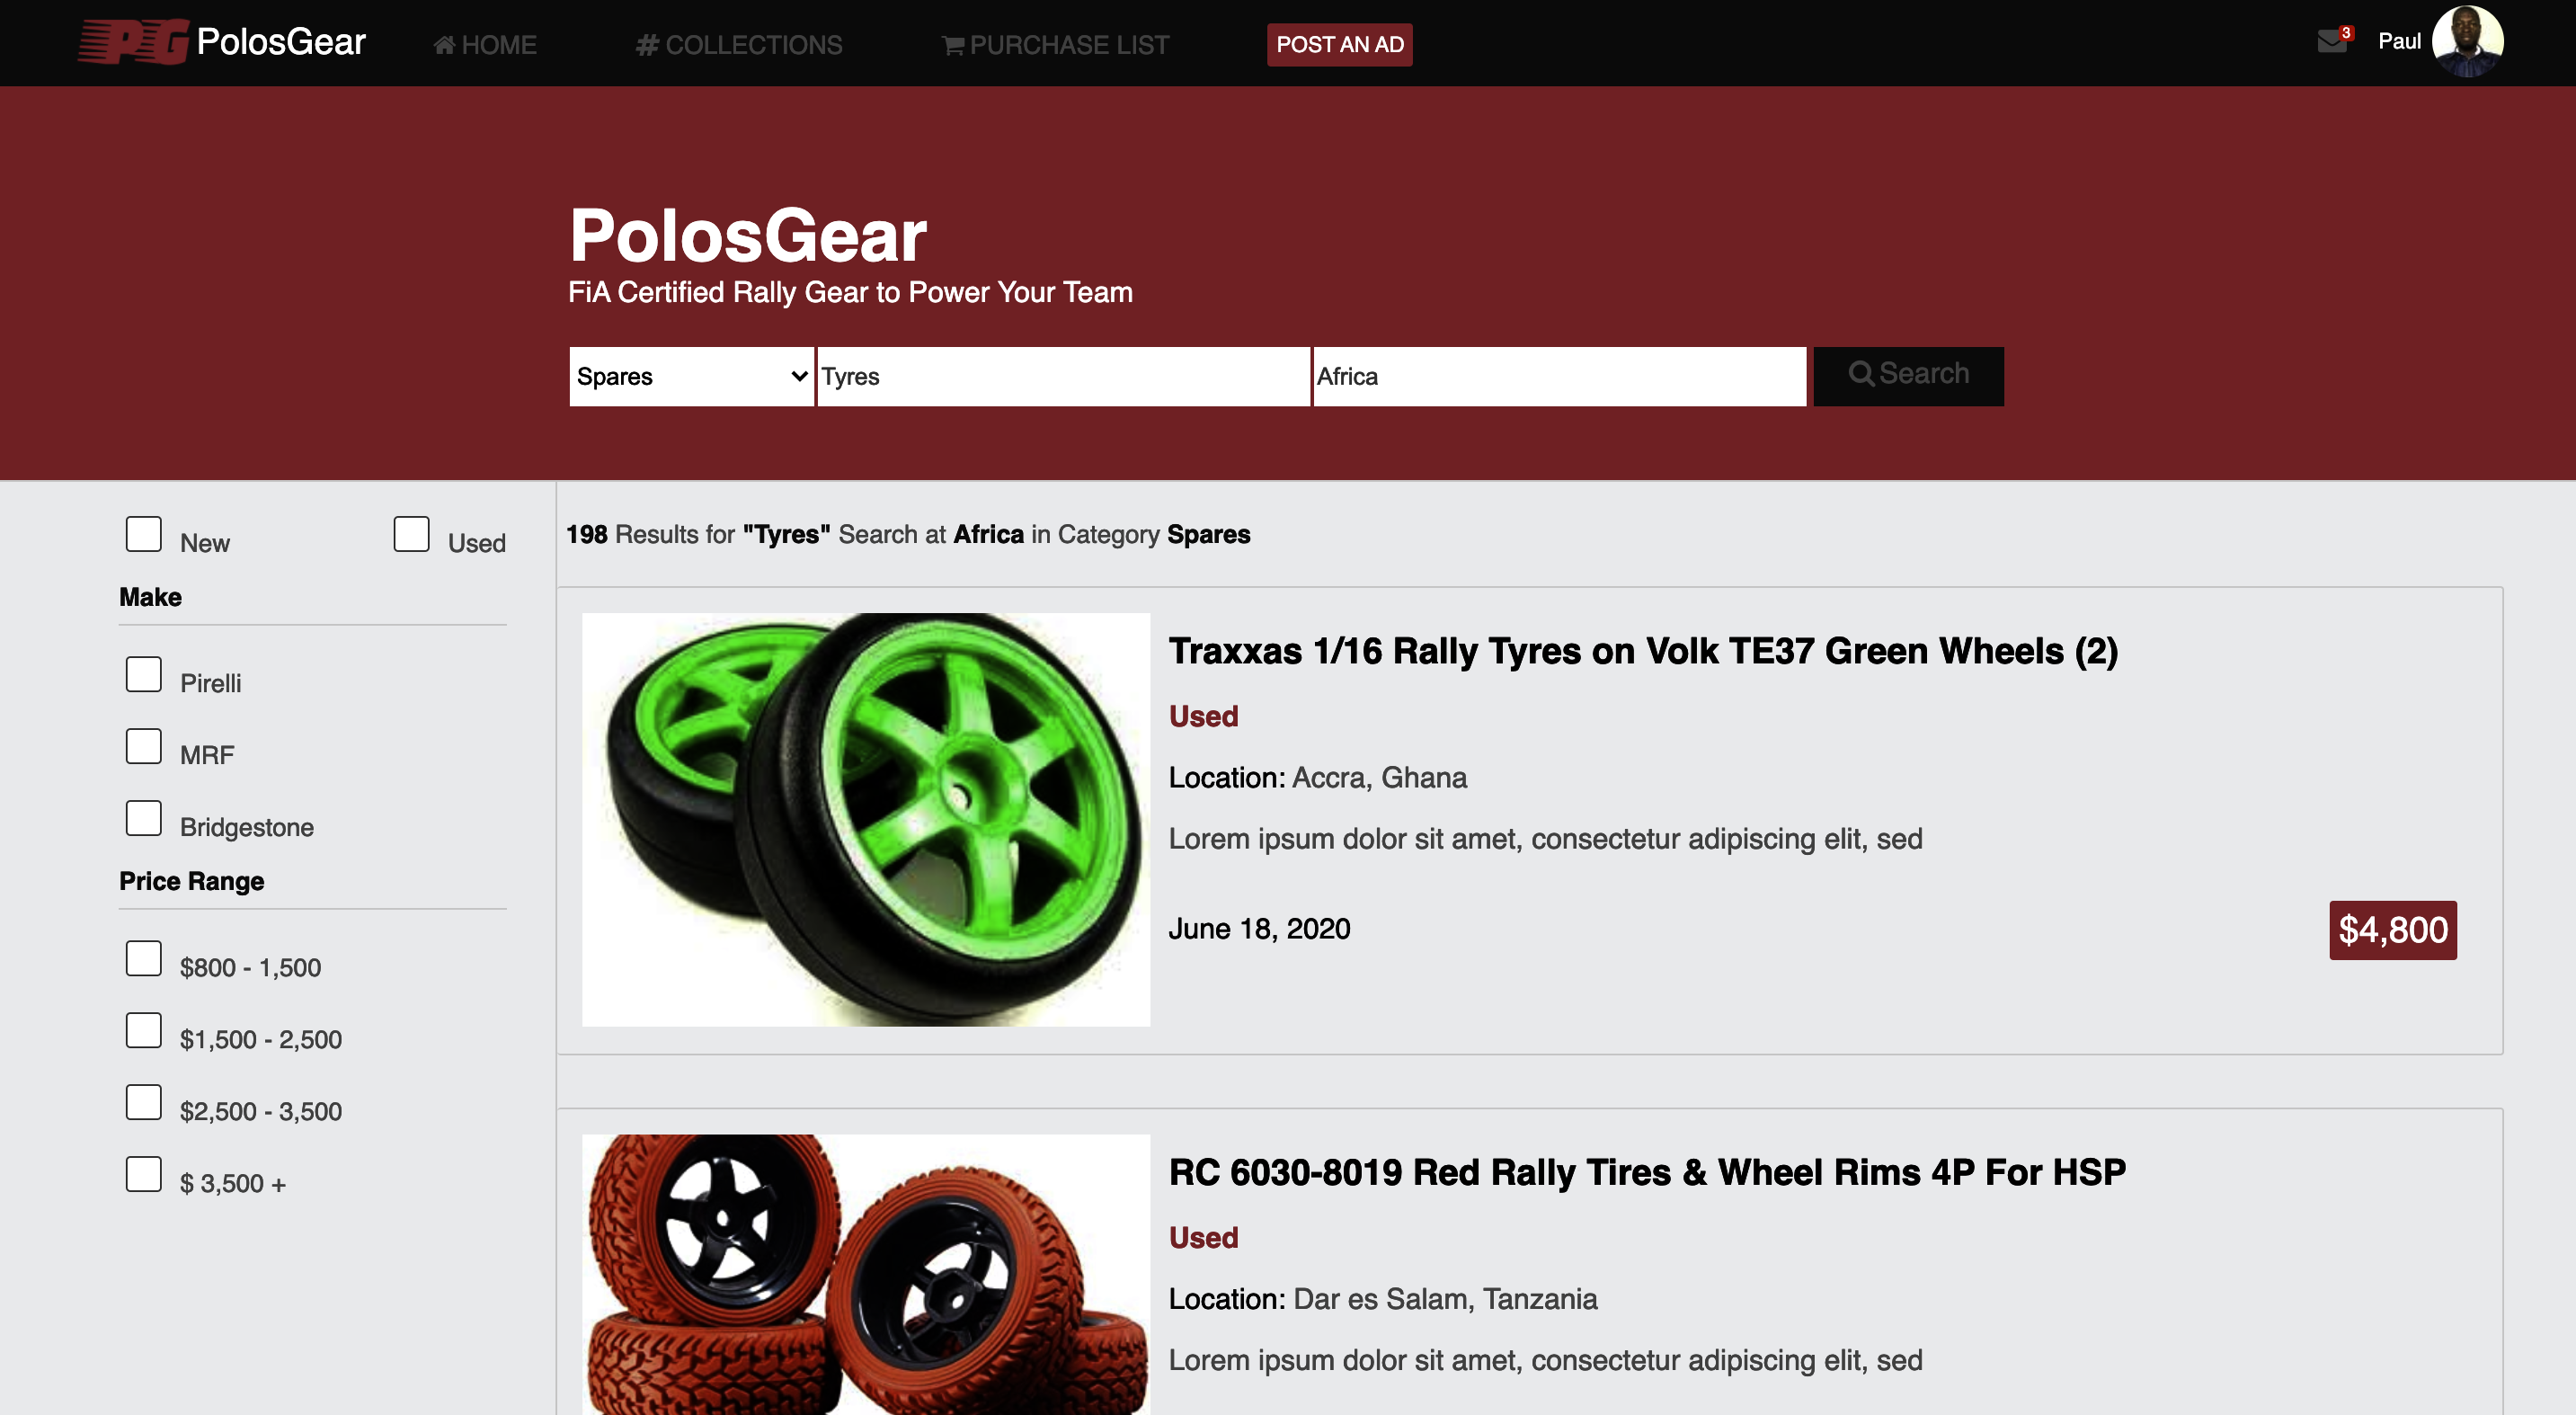 PG PolosGear HOME # COLLECTIONS PURCHASE LIST POST AN AD 3 Paul
PolosGear
FiA Certified Rally Gear to Power Your Team
Spares Tyres Africa Search
New Used
Make
Pirelli
MRF
Bridgestone
Price Range
$800 - 1,500
$1,500 - 2,500
$2,500 - 3,500
$ 3,500 +
198 Results for "Tyres" Search at Africa in Category Spares
Traxxas 1/16 Rally Tyres on Volk TE37 Green Wheels (2)
Used
Location: Accra, Ghana
Lorem ipsum dolor sit amet, consectetur adipiscing elit, sed
June 18, 2020 $4,800
RC 6030-8019 Red Rally Tires & Wheel Rims 4P For HSP
Used
Location: Dar es Salam, Tanzania
Lorem ipsum dolor sit amet, consectetur adipiscing elit, sed